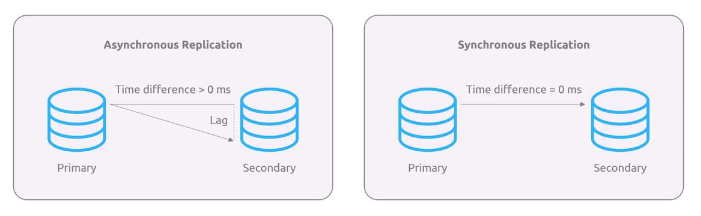 Asynchronous Replication
Time difference > 0 ms
Lag
Primary
Secondary
Synchronous Replication
Time difference = 0 ms
Primary
Secondary